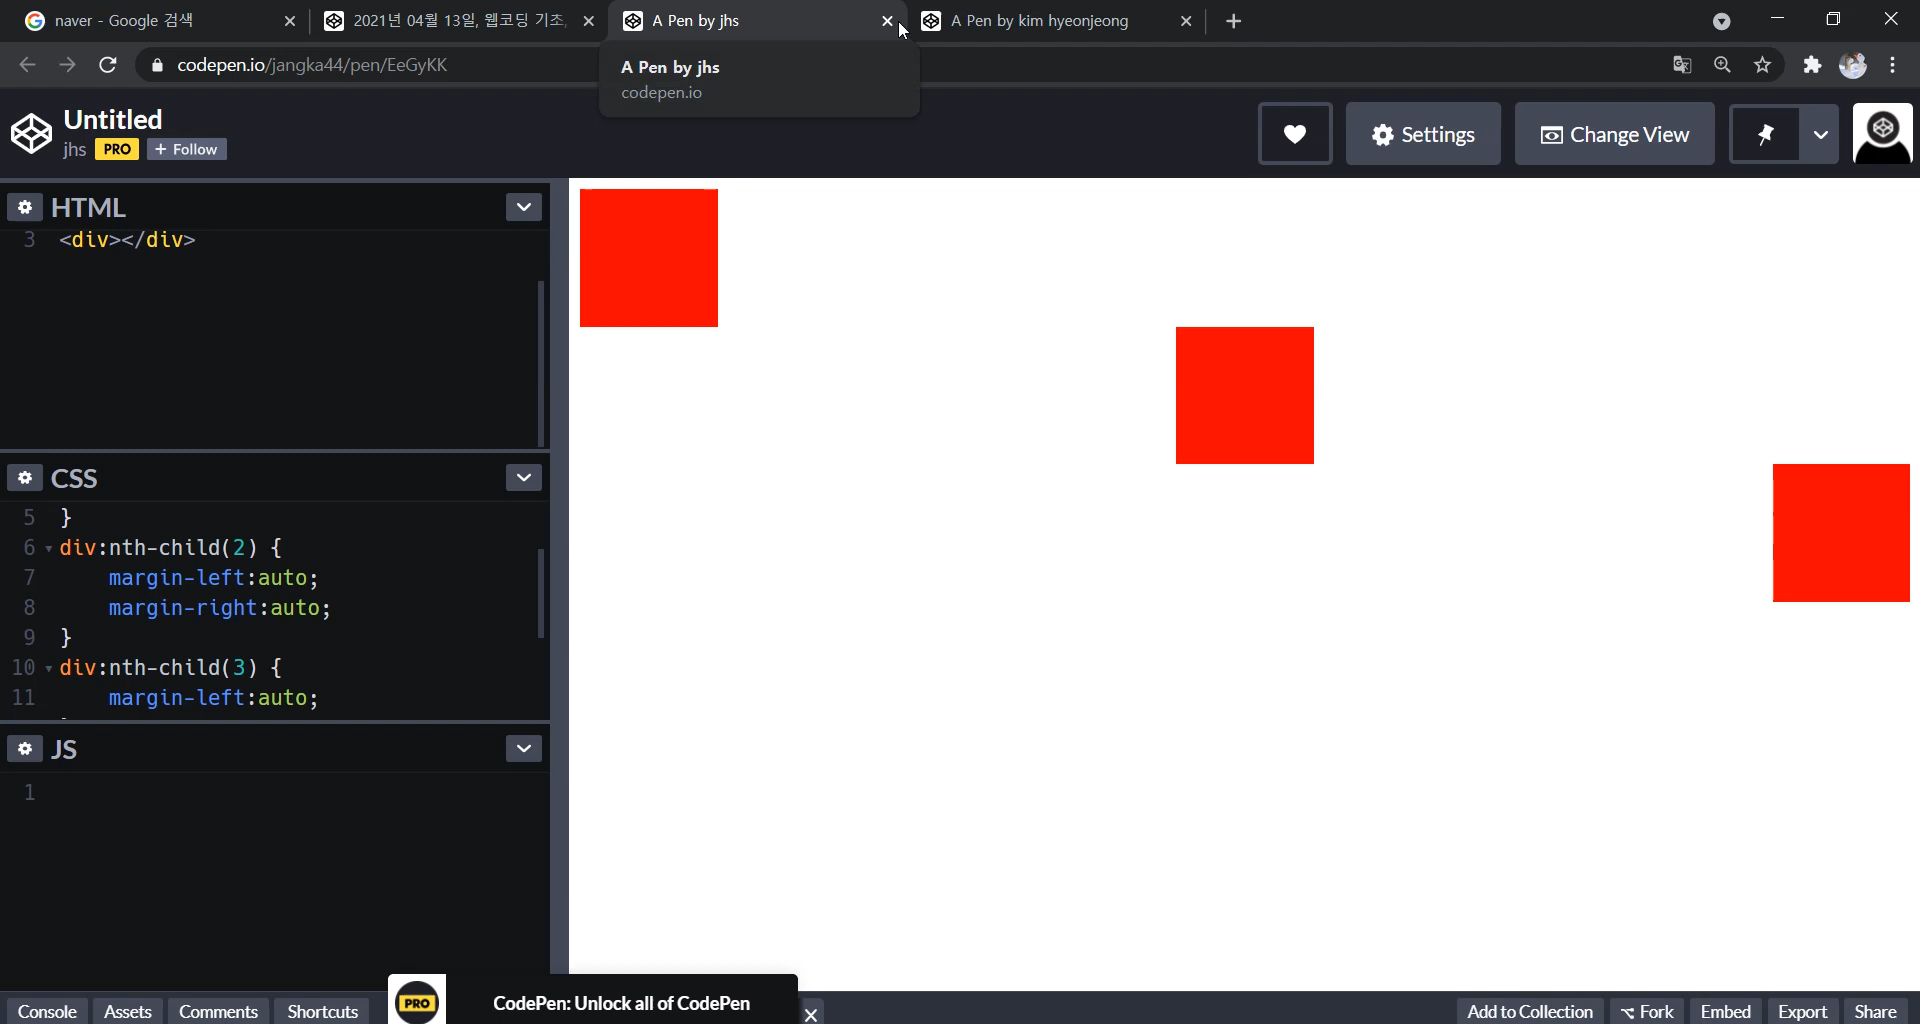 naver - Google 검색
2021년 04월 13일, 웹코딩 기초,
A Pen by jhs
A Pen by kim hyeonjeong
codepen.io/jangka44/pen/EeGyKK
A Pen by jhs
codepen.io
Untitled
jhs PRO + Follow
Settings
Change View
HTML
3 <div></div>
CSS
5 }
6 div:nth-child(2) {
7 margin-left:auto;
8 margin-right:auto;
9 }
10 div:nth-child(3) {
11 margin-left:auto;
JS
1
Console Assets Comments Shortcuts
PRO CodePen: Unlock all of CodePen
Add to Collection Fork Embed Export Share